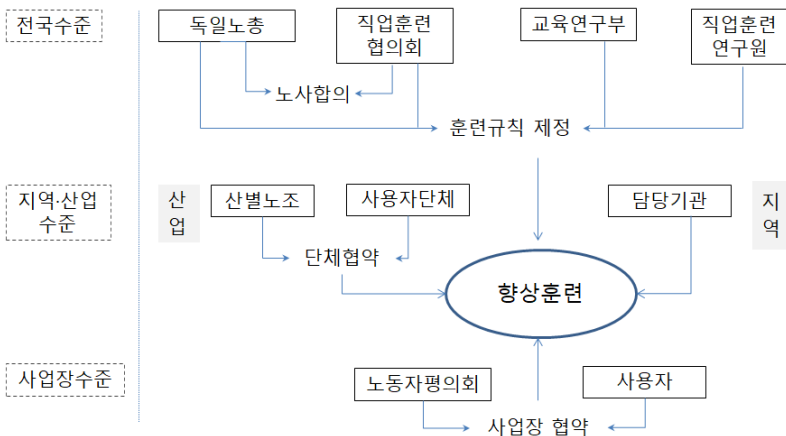 전국수준
독일노총
직업훈련
협의회
교육연구부
직업훈련
연구원
노사합의
훈련규칙 제정
지역·산업
수준
산
업
산별노조
사용자단체
담당기관
지
역
단체협약
향상훈련
사업장수준
노동자평의회
사용자
사업장 협약